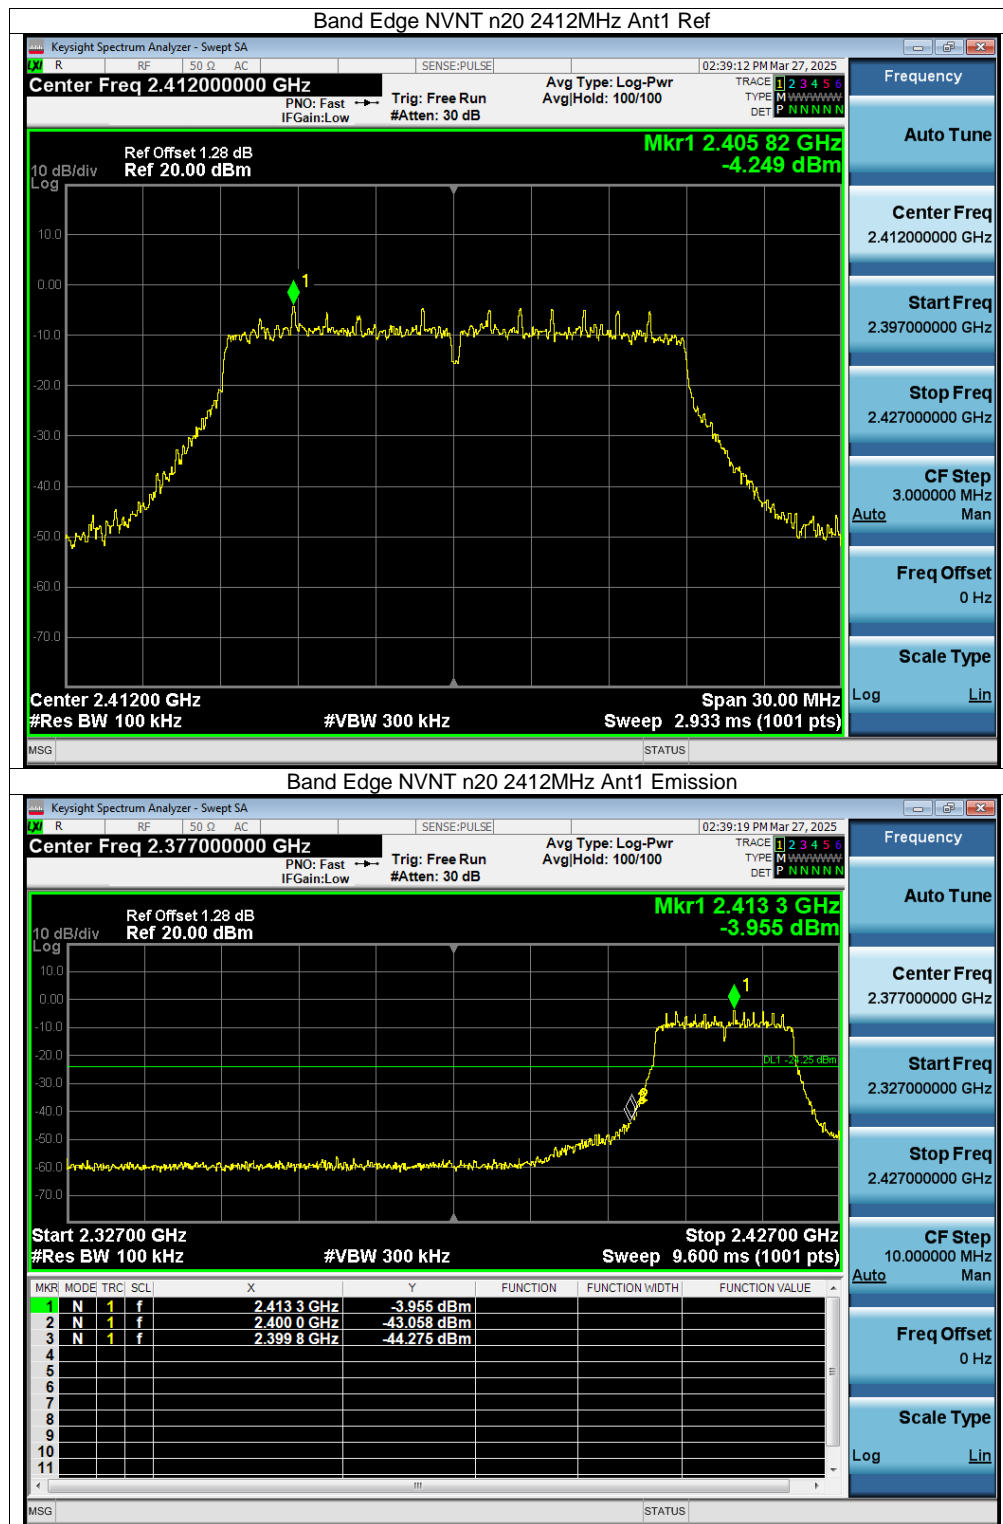 Band Edge NVNT n20 2412MHz Ant1 Ref
Keysight Spectrum Analyzer - Swept SA
LXI R RF 50 Ω AC SENSE:PULSE 02:39:12 PM Mar 27, 2025
Center Freq 2.412000000 GHz
PNO: Fast
IFGain:Low
Trig: Free Run
#Atten: 30 dB
Avg Type: Log-Pwr
Avg|Hold: 100/100
TRACE 1 2 3 4 5 6
TYPE M WWWWW
DET P N N N N N
Mkr1 2.405 82 GHz
-4.249 dBm
Ref Offset 1.28 dB
10 dB/div Ref 20.00 dBm
Log
10.0
0.00
-10.0
-20.0
-30.0
-40.0
-50.0
-60.0
-70.0
1
Center 2.41200 GHz Span 30.00 MHz
#Res BW 100 kHz #VBW 300 kHz Sweep 2.933 ms (1001 pts)
MSG STATUS
Frequency
Auto Tune
Center Freq
2.412000000 GHz
Start Freq
2.397000000 GHz
Stop Freq
2.427000000 GHz
CF Step
3.000000 MHz
Auto Man
Freq Offset
0 Hz
Scale Type
Log Lin
Band Edge NVNT n20 2412MHz Ant1 Emission
Keysight Spectrum Analyzer - Swept SA
LXI R RF 50 Ω AC SENSE:PULSE 02:39:19 PM Mar 27, 2025
Center Freq 2.377000000 GHz
PNO: Fast
IFGain:Low
Trig: Free Run
#Atten: 30 dB
Avg Type: Log-Pwr
Avg|Hold: 100/100
TRACE 1 2 3 4 5 6
TYPE M WWWWW
DET P N N N N N
Mkr1 2.413 3 GHz
-3.955 dBm
Ref Offset 1.28 dB
10 dB/div Ref 20.00 dBm
Log
10.0
0.00
-10.0
-20.0
-30.0
-40.0
-50.0
-60.0
-70.0
1
DL1 -24.25 dBm
Start 2.32700 GHz Stop 2.42700 GHz
#Res BW 100 kHz #VBW 300 kHz Sweep 9.600 ms (1001 pts)
MKR MODE TRC SCL X Y FUNCTION FUNCTION WIDTH FUNCTION VALUE
1 N 1 f 2.413 3 GHz -3.955 dBm
2 N 1 f 2.400 0 GHz -43.058 dBm
3 N 1 f 2.399 8 GHz -44.275 dBm
4
5
6
7
8
9
10
11
MSG STATUS
Frequency
Auto Tune
Center Freq
2.377000000 GHz
Start Freq
2.327000000 GHz
Stop Freq
2.427000000 GHz
CF Step
10.000000 MHz
Auto Man
Freq Offset
0 Hz
Scale Type
Log Lin